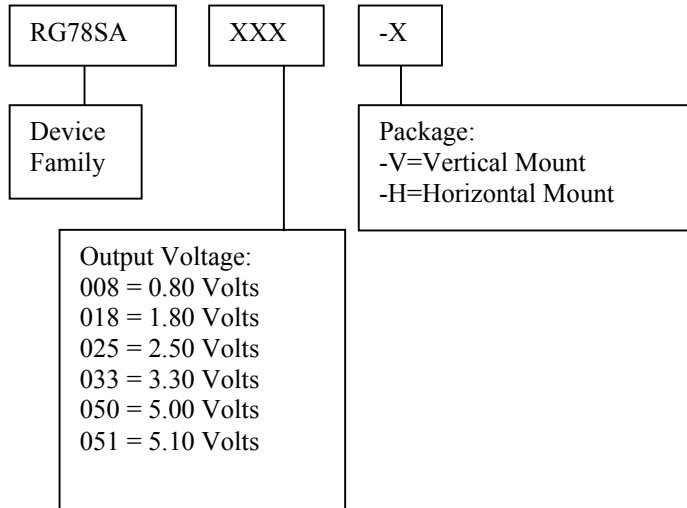 RG78SA
XXX
-X
Device
Family
Package:
-V=Vertical Mount
-H=Horizontal Mount
Output Voltage:
008 = 0.80 Volts
018 = 1.80 Volts
025 = 2.50 Volts
033 = 3.30 Volts
050 = 5.00 Volts
051 = 5.10 Volts